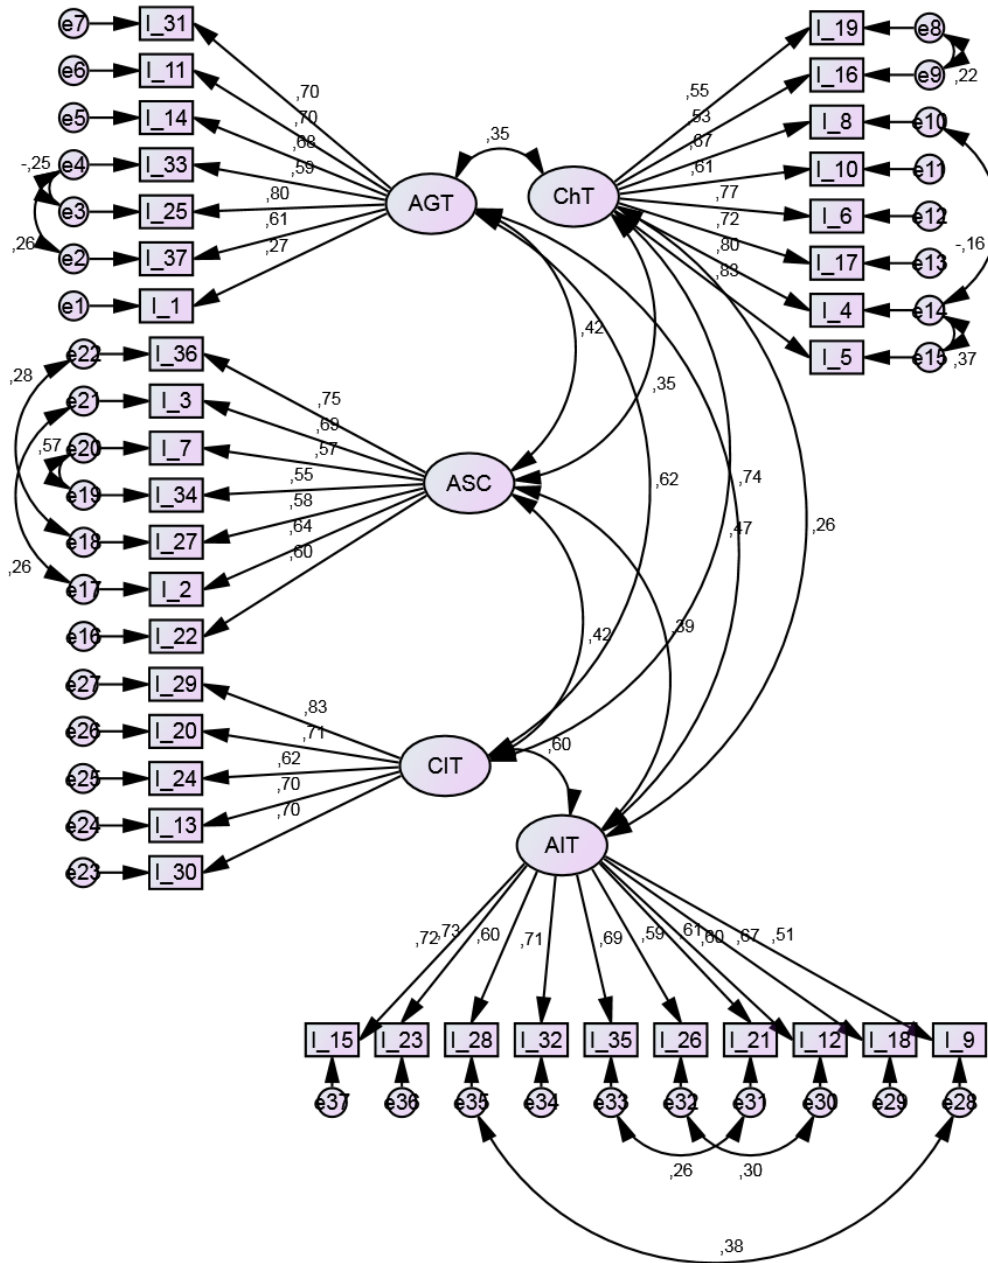 e7 I_31
e6 I_11
e5 I_14
e4 I_33
e3 I_25
e2 I_37
e1 I_1
-,25
,26
,70
,70
,68
,59
,80
,61
,27
AGT
,35
ChT
,55
,53
,67
,61
,77
,72
,80
,83
I_19 e8
I_16 e9
I_8 e10
I_10 e11
I_6 e12
I_17 e13
I_4 e14
I_5 e15
,22
-,16
,37
e22 I_36
e21 I_3
e20 I_7
e19 I_34
e18 I_27
e17 I_2
e16 I_22
,28
,57
,26
,75
,69
,57
,55
,58
,64
,60
ASC
,42
,35
,62
,74
,47
,26
,42
,39
e27 I_29
e26 I_20
e25 I_24
e24 I_13
e23 I_30
,83
,71
,62
,70
,70
CIT
,60
AIT
,72 ,73 ,60 ,71 ,69 ,59 ,61 ,60 ,67 ,51
I_15 I_23 I_28 I_32 I_35 I_26 I_21 I_12 I_18 I_9
e37 e36 e35 e34 e33 e32 e31 e30 e29 e28
,26 ,30
,38